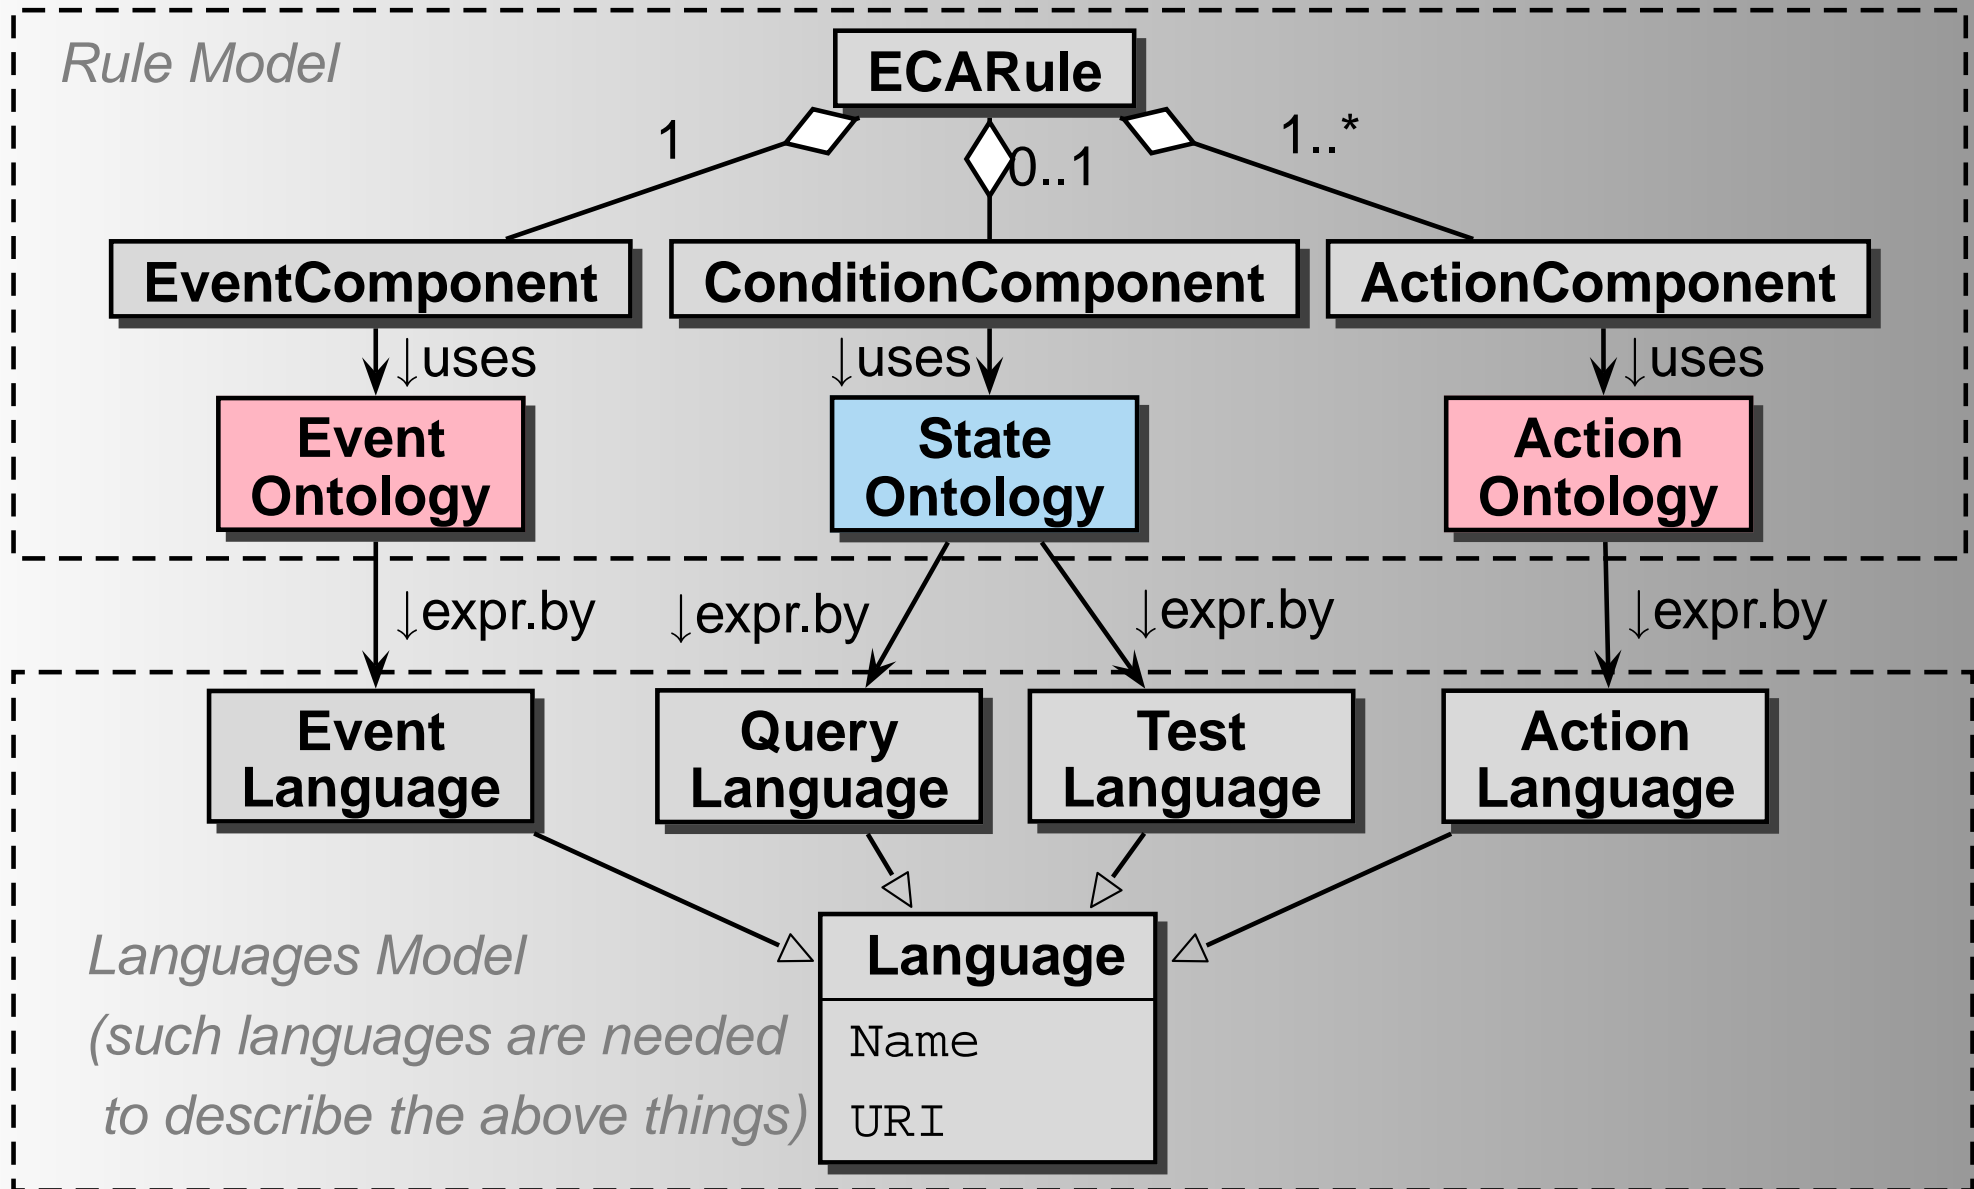 Rule Model
ECARule
1
0..1
1..*
EventComponent
ConditionComponent
ActionComponent
↓uses
↓uses
↓uses
Event
Ontology
State
Ontology
Action
Ontology
↓expr.by
↓expr.by
↓expr.by
↓expr.by
Event
Language
Query
Language
Test
Language
Action
Language
Languages Model
(such languages are needed
to describe the above things)
Language
Name
URI